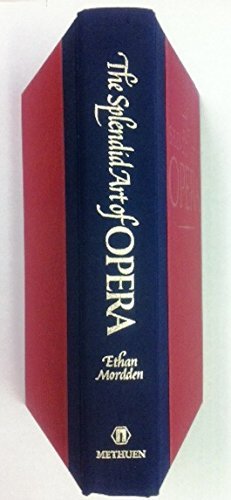 The Splendid Art of OPERA
Ethan
Mordden
METHUEN